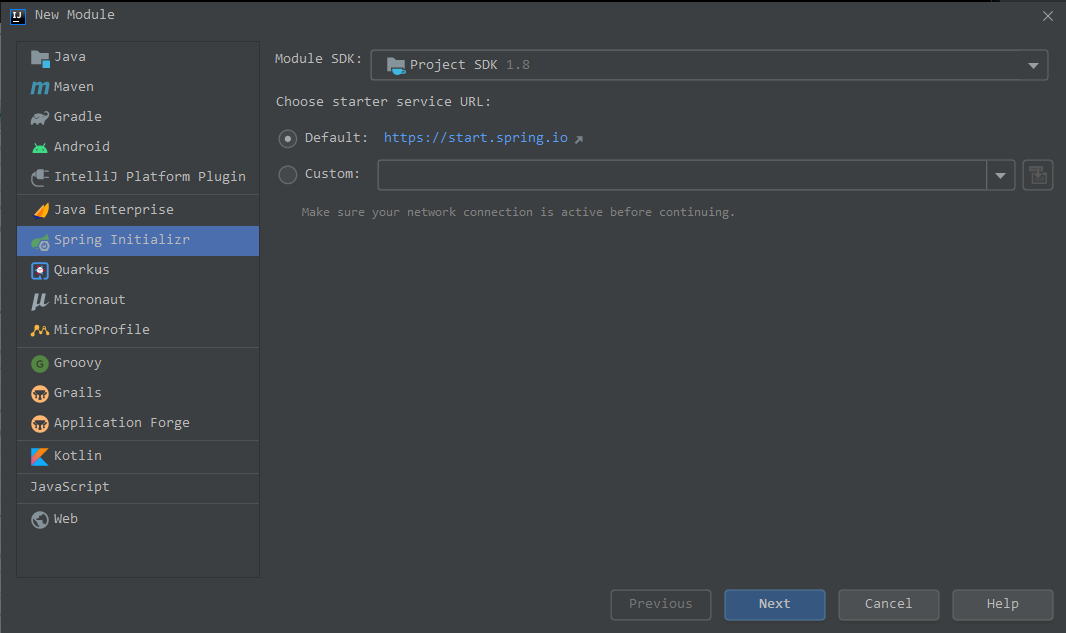 New Module
Java
Maven
Gradle
Android
IntelliJ Platform Plugin
Java Enterprise
Spring Initializr
Quarkus
Micronaut
MicroProfile
Groovy
Grails
Application Forge
Kotlin
JavaScript
Web
Module SDK: Project SDK 1.8
Choose starter service URL:
Default: https://start.spring.io
Custom:
Make sure your network connection is active before continuing.
Previous Next Cancel Help